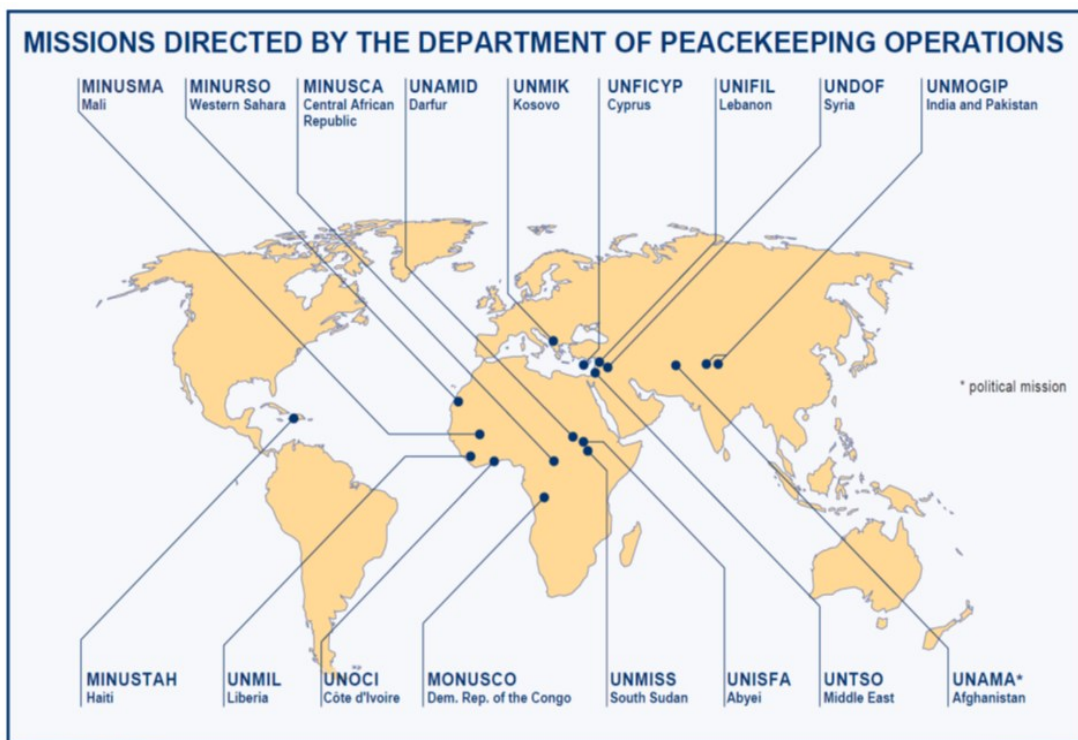 MISSIONS DIRECTED BY THE DEPARTMENT OF PEACEKEEPING OPERATIONS
MINUSMA
Mali
MINURSO
Western Sahara
MINUSCA
Central African
Republic
UNAMID
Darfur
UNMIK
Kosovo
UNFICYP
Cyprus
UNIFIL
Lebanon
UNDOF
Syria
UNMOGIP
India and Pakistan
* political mission
MINUSTAH
Haiti
UNMIL
Liberia
UNOCI
Côte d'Ivoire
MONUSCO
Dem. Rep. of the Congo
UNMISS
South Sudan
UNISFA
Abyei
UNTSO
Middle East
UNAMA*
Afghanistan